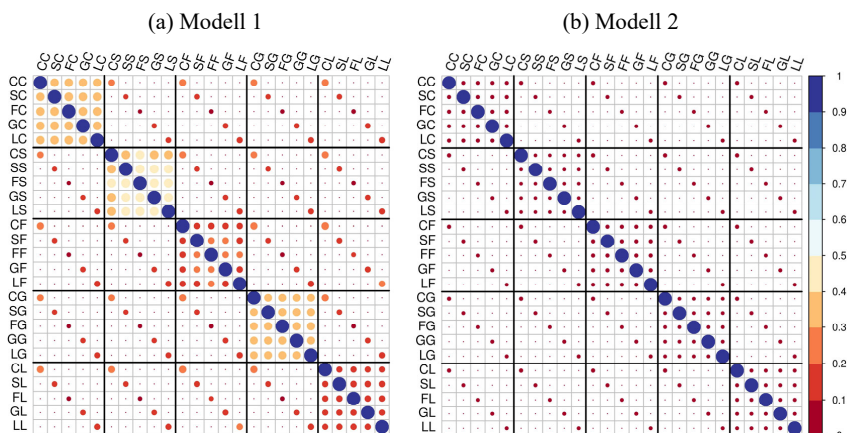 (a) Modell 1
(b) Modell 2
CC SC FC GC LC CS SS FS GS LS CF SF FF GF LF CG SG FG GG LG CL SL FL GL LL
CC SC FC GC LC CS SS FS GS LS CF SF FF GF LF CG SG FG GG LG CL SL FL GL LL
CC
SC
FC
GC
LC
CS
SS
FS
GS
LS
CF
SF
FF
GF
LF
CG
SG
FG
GG
LG
CL
SL
FL
GL
LL
CC
SC
FC
GC
LC
CS
SS
FS
GS
LS
CF
SF
FF
GF
LF
CG
SG
FG
GG
LG
CL
SL
FL
GL
LL
1
0.9
0.8
0.7
0.6
0.5
0.4
0.3
0.2
0.1
0